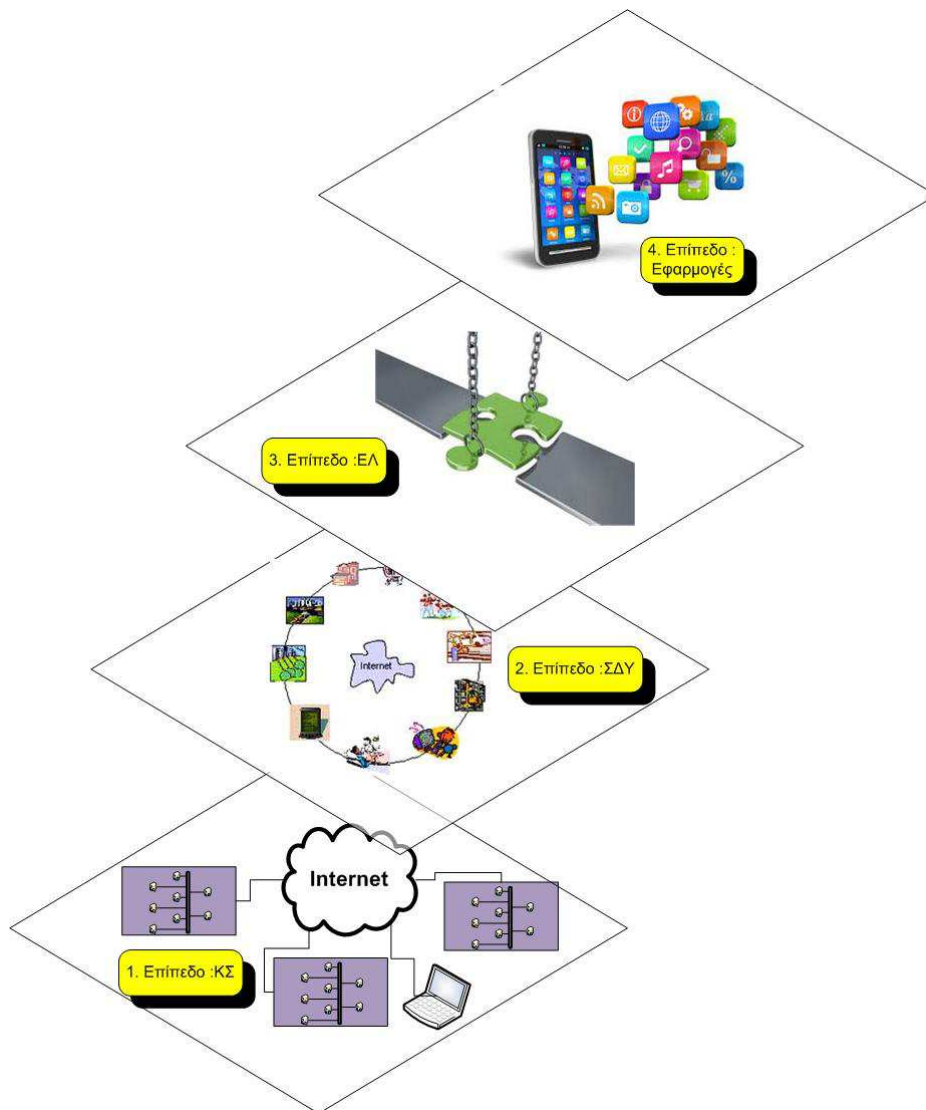 4. Επίπεδο :
Εφαρμογές
3. Επίπεδο :ΕΛ
Internet
2. Επίπεδο :ΣΔΥ
Internet
1. Επίπεδο :ΚΣ